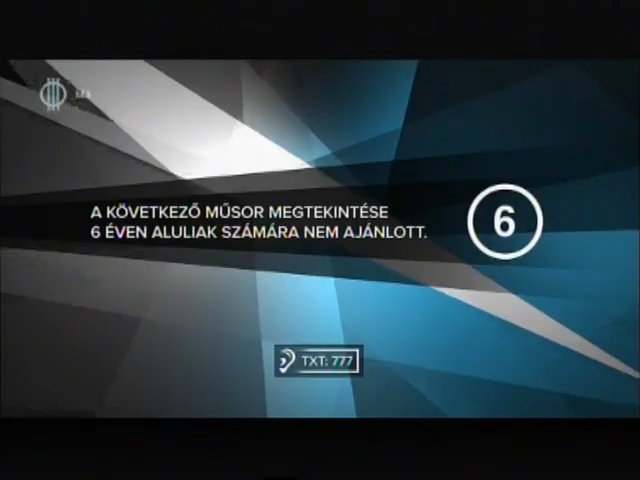 A KÖVETKEZŐ MŰSOR MEGTEKINTÉSE
6 ÉVEN ALULIAK SZÁMÁRA NEM AJÁNLOTT.
6
TXT: 777